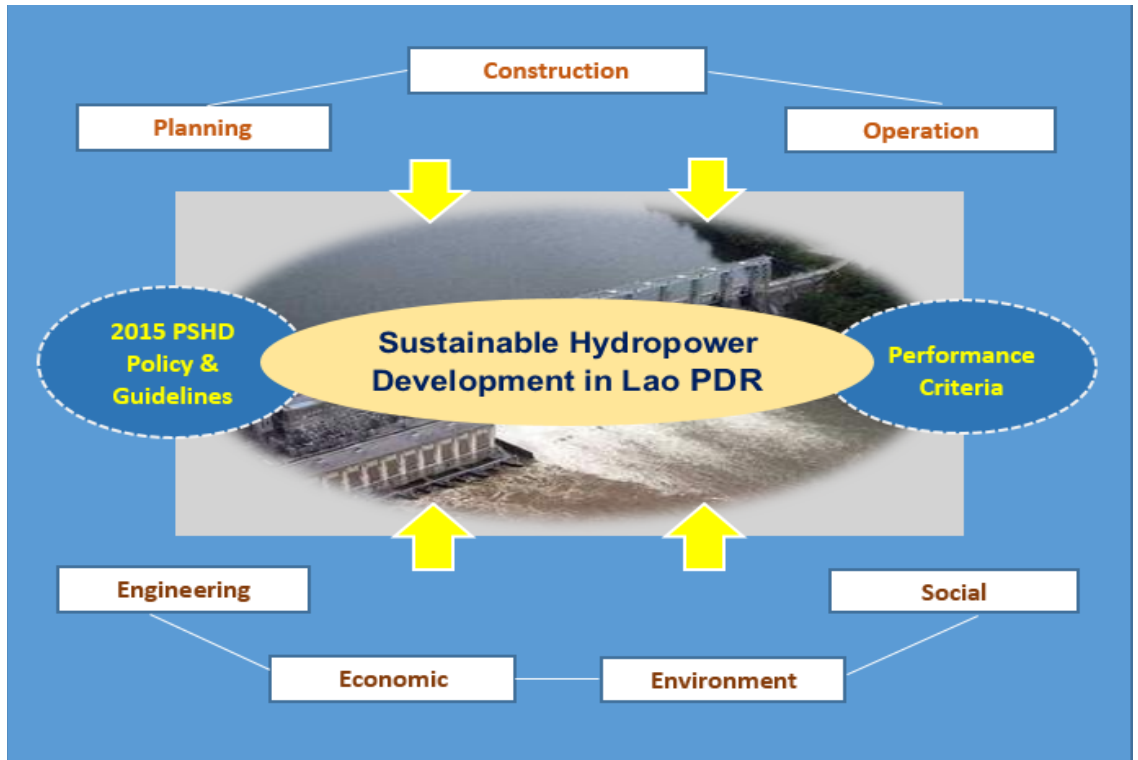 Construction
Planning
Operation
2015 PSHD
Policy &
Guidelines
Sustainable Hydropower
Development in Lao PDR
Performance
Criteria
Engineering
Social
Economic
Environment